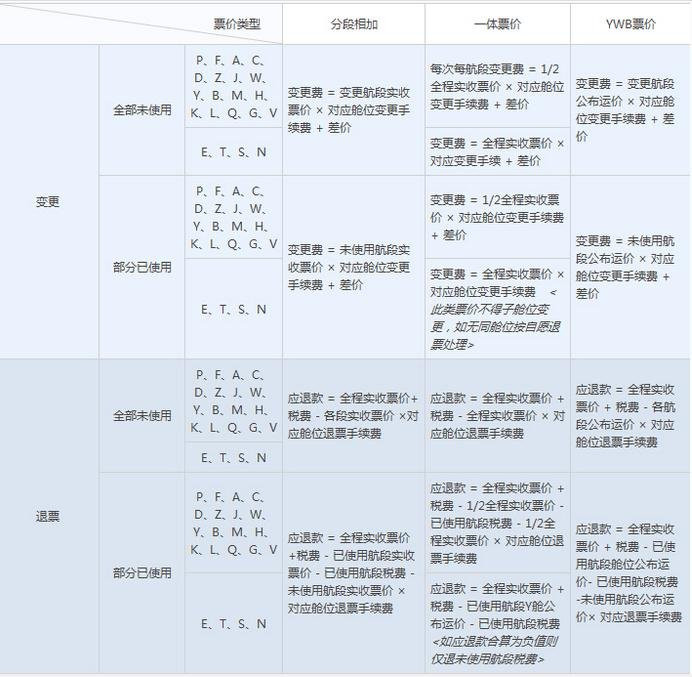 票价类型
分段相加
一体票价
YWB票价
变更
全部未使用
P、F、A、C、
D、Z、J、W、
Y、B、M、H、
K、L、Q、G、V
变更费 = 变更航段实收
票价 × 对应舱位变更手
续费 + 差价
每次每航段变更费 = 1/2
全程实收票价 × 对应舱位
变更手续费 + 差价
变更费 = 变更航段
公布运价 × 对应舱
位变更手续费 + 差
价
E、T、S、N
变更费 = 全程实收票价 ×
对应变更手续 + 差价
部分已使用
P、F、A、C、
D、Z、J、W、
Y、B、M、H、
K、L、Q、G、V
变更费 = 未使用航段实
收票价 × 对应舱位变更
手续费 + 差价
变更费 = 1/2全程实收票
价 × 对应舱位变更手续费
+ 差价
变更费 = 未使用航
段公布运价 × 对应
舱位变更手续费 +
差价
E、T、S、N
变更费 = 全程实收票价 ×
对应舱位变更手续费 <
此类票价不得子舱位变
更，如无同舱位按自愿退
票处理>
退票
全部未使用
P、F、A、C、
D、Z、J、W、
Y、B、M、H、
K、L、Q、G、V
应退款 = 全程实收票价+
税费 - 各段实收票价 ×对
应舱位退票手续费
应退款 = 全程实收票价 +
税费 - 全程实收票价 × 对
应舱位退票手续费
应退款 = 全程实收
票价 + 税费 - 各航
段公布运价 × 对应
舱位退票手续费
E、T、S、N
部分已使用
P、F、A、C、
D、Z、J、W、
Y、B、M、H、
K、L、Q、G、V
应退款 = 全程实收票价
+税费 - 已使用航段实收
票价 - 已使用航段税费 -
未使用航段实收票价 ×
对应舱位退票手续费
应退款 = 全程实收票价 +
税费 - 1/2全程实收票价 -
已使用航段税费 - 1/2全
程实收票价 × 对应舱位退
票手续费
应退款 = 全程实收
票价 + 税费 - 已使
用航段舱位公布运
价- 已使用航段税费
-未使用航段公布运
价× 对应退票手续费
E、T、S、N
应退款 = 全程实收票价 +
税费 - 已使用航段Y舱公
布运价 - 已使用航段税费
<如应退款合算为负值则
仅退未使用航段税费>